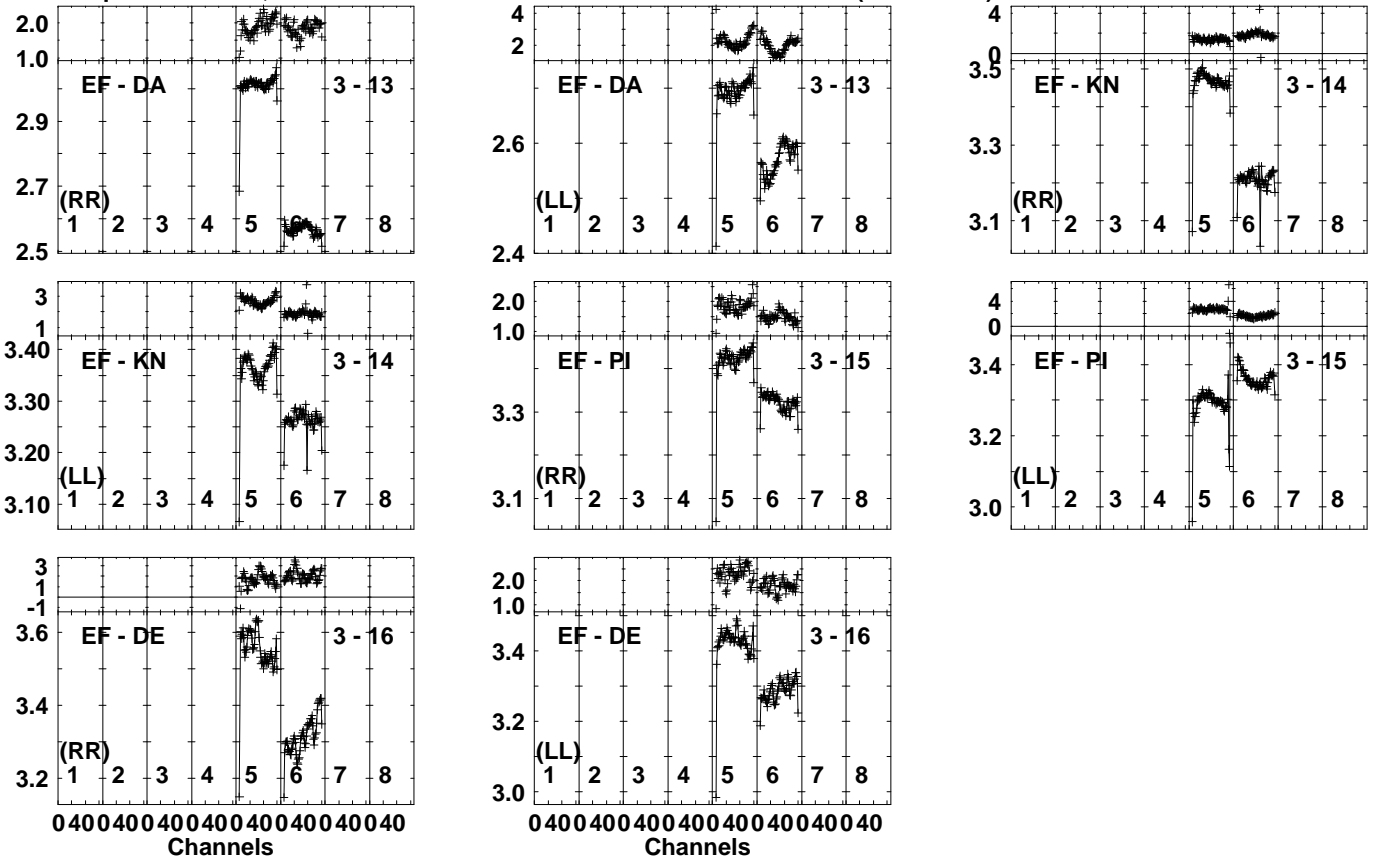 2.0
1.0
EF - DA 3 - 13
2.9
2.7
2.5
(RR)
1 2 3 4 5 6 7 8
4
2
EF - DA 3 - 13
2.6
2.4
(LL)
1 2 3 4 5 6 7 8
4
0
3.5
EF - KN 3 - 14
3.3
3.1
(RR)
1 2 3 4 5 6 7 8
3
1
3.40
EF - KN 3 - 14
3.30
3.20
3.10
(LL)
1 2 3 4 5 6 7 8
2.0
1.0
EF - PI 3 - 15
3.3
3.1
(RR)
1 2 3 4 5 6 7 8
4
0
3.4
EF - PI 3 - 15
3.2
3.0
(LL)
1 2 3 4 5 6 7 8
3
1
-1
3.6
EF - DE 3 - 16
3.4
3.2
(RR)
1 2 3 4 5 6 7 8
0 40 0 40 0 40 0 40 0 40 0 40 0 40 0 40
Channels
2.0
1.0
EF - DE 3 - 16
3.4
3.2
3.0
(LL)
1 2 3 4 5 6 7 8
0 40 0 40 0 40 0 40 0 40 0 40 0 40 0 40
Channels